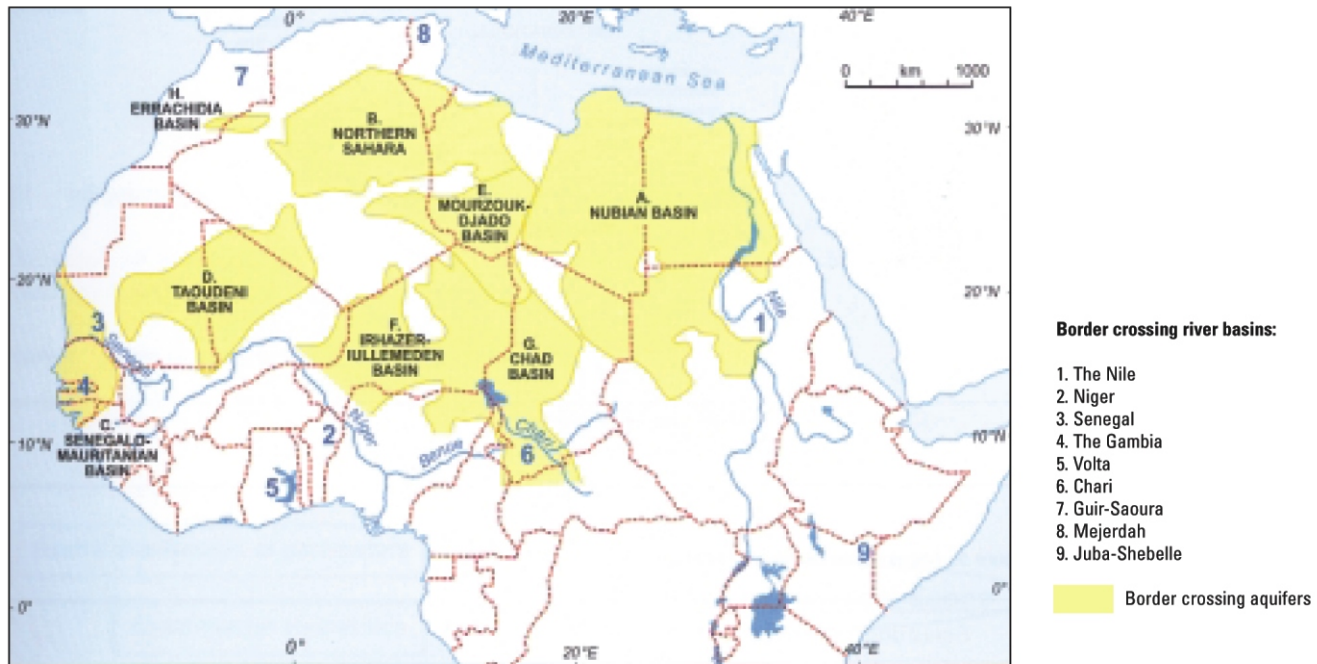 0°
20°E
40°E
8
7
Mediterranean Sea
0 km 1000
H.
ERRACHIDIA
BASIN
30°N
30°N
B.
NORTHERN
SAHARA
E.
MOURZOUK-
DJADO
BASIN
A.
NUBIAN BASIN
20°N
20°N
D.
TAOUDENI
BASIN
Nile
1
3
Senegal
F.
IRHAZER-
IULLEMEDEN
BASIN
G.
CHAD
BASIN
4
C.
SENEGALO-
MAURITANIAN
BASIN
10°N
10°N
2
Niger
Benoe
Chari
6
5
9
0°
0°
0°
20°E
40°E
Border crossing river basins:
1. The Nile
2. Niger
3. Senegal
4. The Gambia
5. Volta
6. Chari
7. Guir-Saoura
8. Mejerdah
9. Juba-Shebelle
Border crossing aquifers